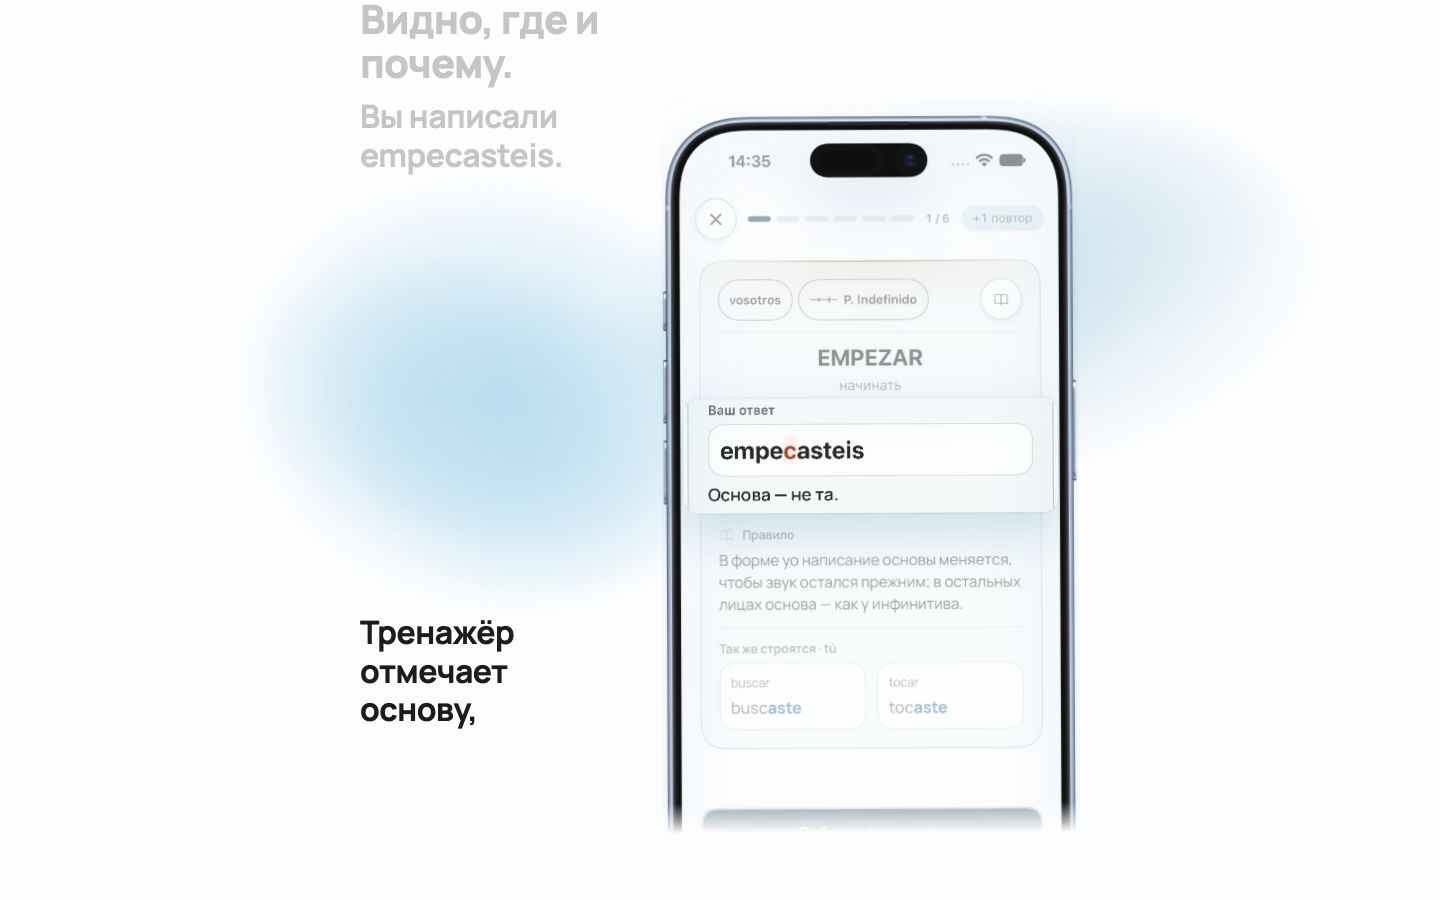 Видно, где и
почему.
Вы написали
empecasteis.
Тренажёр
отмечает
основу,
14:35
1 / 6
+1 повтор
vosotros
P. Indefinido
EMPEZAR
начинать
Ваш ответ
empecasteis
Основа — не та.
Правило
В форме yo написание основы меняется,
чтобы звук остался прежним; в остальных
лицах основа — как у инфинитива.
Так же строятся · tú
buscar
tocar
buscaste
tocaste